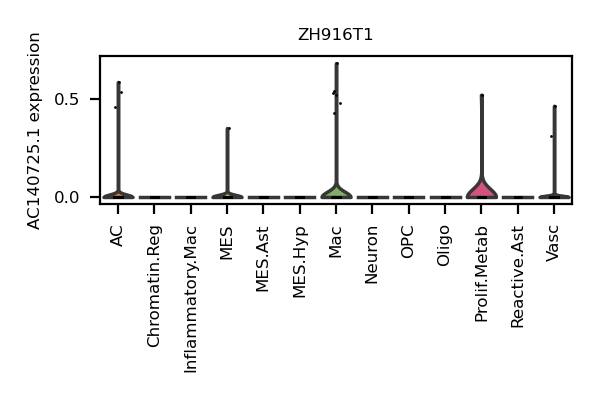 ZH916T1
AC140725.1 expression
0.5
0.0
AC
Chromatin.Reg
Inflammatory.Mac
MES
MES.Ast
MES.Hyp
Mac
Neuron
OPC
Oligo
Prolif.Metab
Reactive.Ast
Vasc